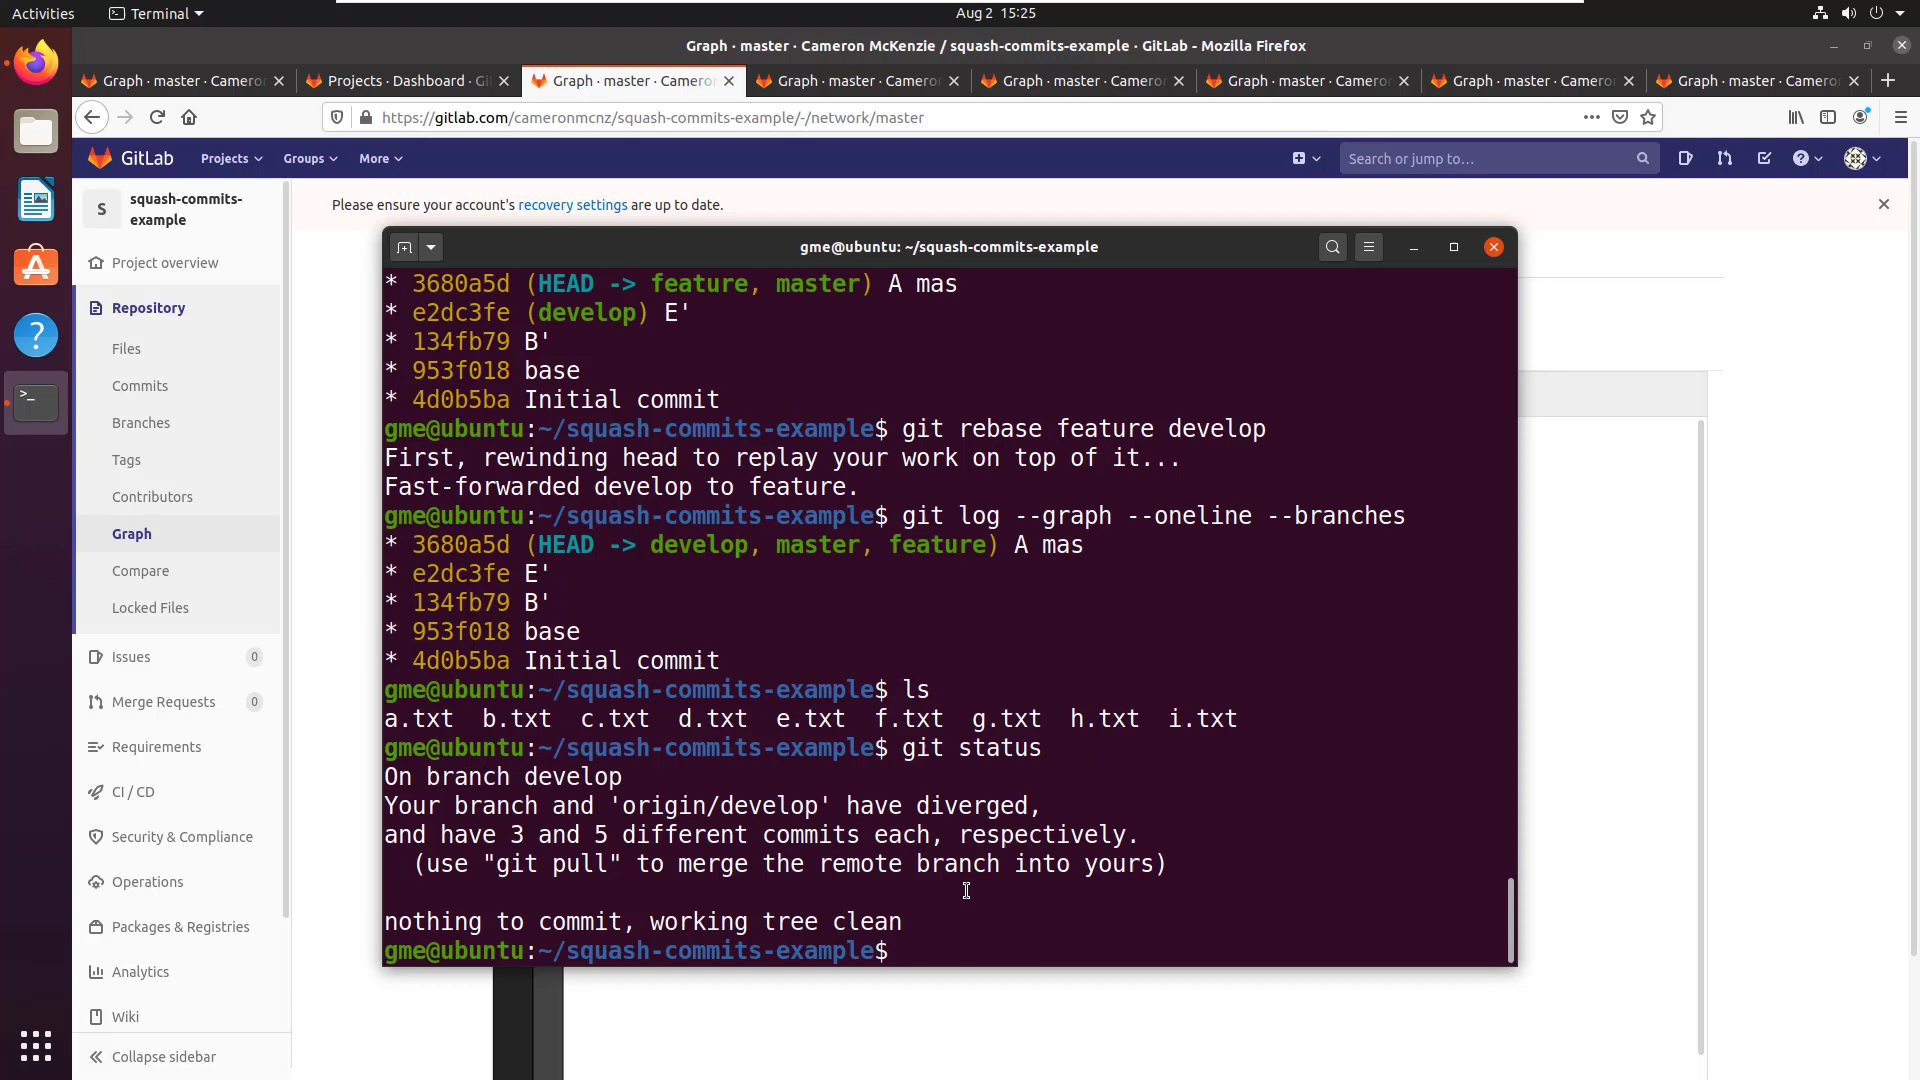 Activities
Terminal
Aug 2 15:25
Graph · master · Cameron McKenzie / squash-commits-example · GitLab - Mozilla Firefox
Graph · master · Camero
Projects · Dashboard · Gi
Graph · master · Camero
Graph · master · Camero
Graph · master · Camero
Graph · master · Camero
Graph · master · Camero
Graph · master · Camero
https://gitlab.com/cameronmcnz/squash-commits-example/-/network/master
GitLab
Projects
Groups
More
Search or jump to…
S
squash-commits-
example
Please ensure your account's recovery settings are up to date.
Project overview
Repository
Files
Commits
Branches
Tags
Contributors
Graph
Compare
Locked Files
Issues 0
Merge Requests 0
Requirements
CI / CD
Security & Compliance
Operations
Packages & Registries
Analytics
Wiki
Collapse sidebar
gme@ubuntu: ~/squash-commits-example
* 3680a5d (HEAD -> feature, master) A mas
* e2dc3fe (develop) E'
* 134fb79 B'
* 953f018 base
* 4d0b5ba Initial commit
gme@ubuntu:~/squash-commits-example$ git rebase feature develop
First, rewinding head to replay your work on top of it...
Fast-forwarded develop to feature.
gme@ubuntu:~/squash-commits-example$ git log --graph --oneline --branches
* 3680a5d (HEAD -> develop, master, feature) A mas
* e2dc3fe E'
* 134fb79 B'
* 953f018 base
* 4d0b5ba Initial commit
gme@ubuntu:~/squash-commits-example$ ls
a.txt b.txt c.txt d.txt e.txt f.txt g.txt h.txt i.txt
gme@ubuntu:~/squash-commits-example$ git status
On branch develop
Your branch and 'origin/develop' have diverged,
and have 3 and 5 different commits each, respectively.
(use "git pull" to merge the remote branch into yours)
nothing to commit, working tree clean
gme@ubuntu:~/squash-commits-example$